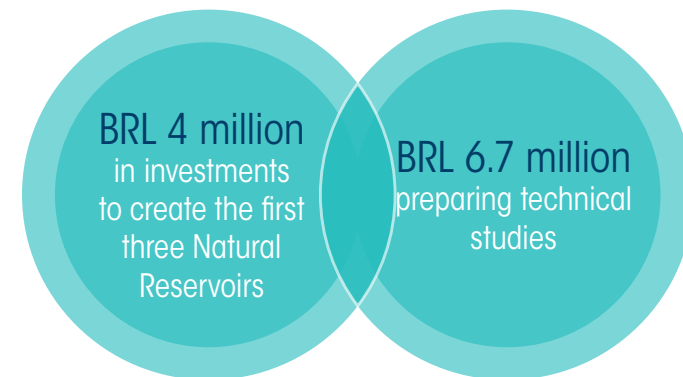 BRL 4 million
in investments
to create the first
three Natural
Reservoirs
BRL 6.7 million
preparing technical
studies